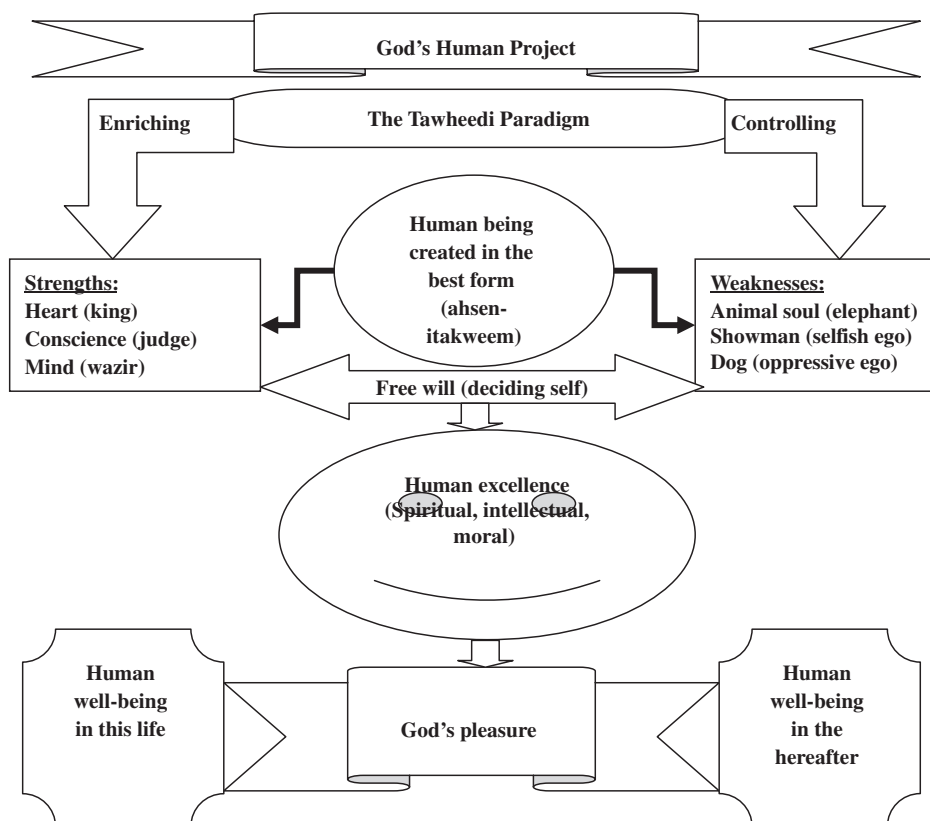 God’s Human Project
Enriching
The Tawheedi Paradigm
Controlling
Human being
created in the
best form
(ahsen-
itakweem)
Strengths:
Heart (king)
Conscience (judge)
Mind (wazir)
Weaknesses:
Animal soul (elephant)
Showman (selfish ego)
Dog (oppressive ego)
Free will (deciding self)
Human excellence
(Spiritual, intellectual,
moral)
Human
well-being
in this life
God’s pleasure
Human
well-being
in the
hereafter